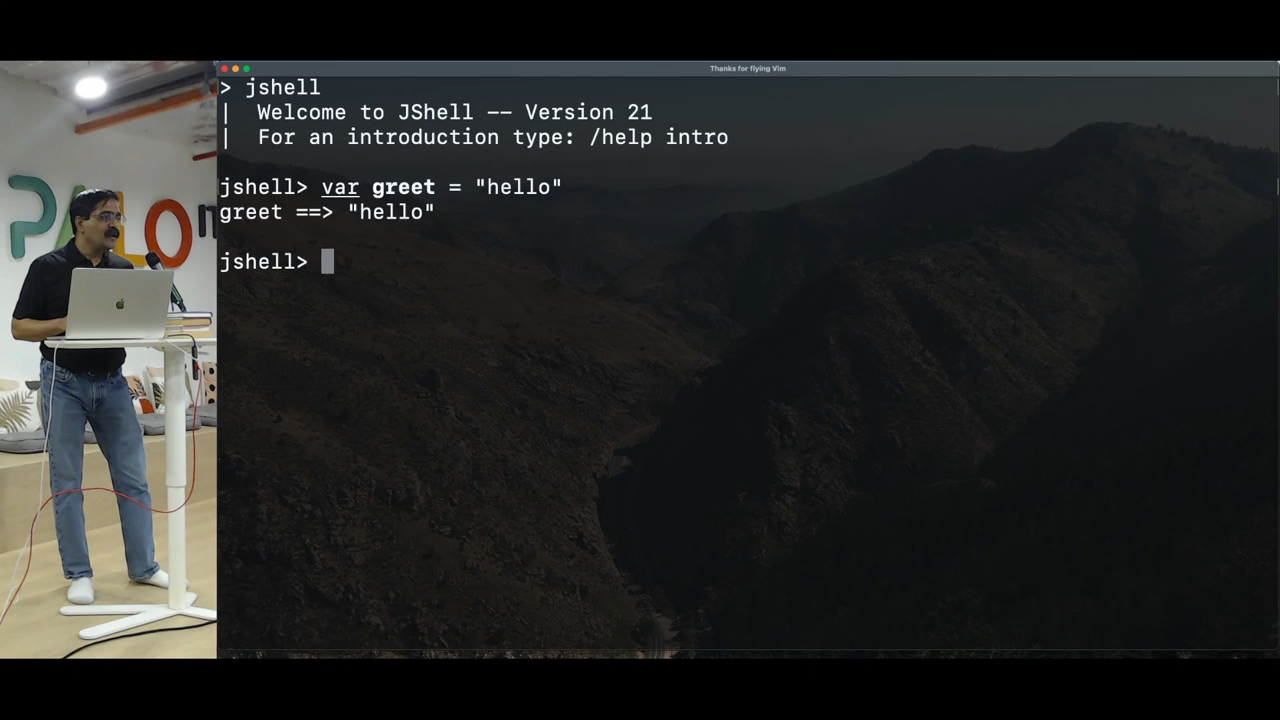 PALO
Thanks for flying Vim
> jshell
|  Welcome to JShell -- Version 21
|  For an introduction type: /help intro
jshell> var greet = "hello"
greet ==> "hello"
jshell>